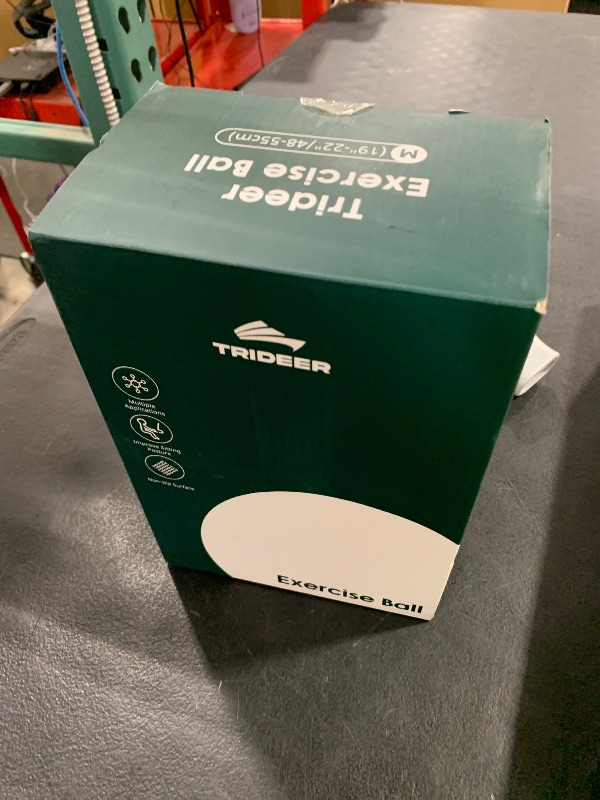 Trideer
Exercise Ball
M (19"-22"/48-55cm)
TRIDEER
Multiple
Applications
Improve Sitting
Posture
Non-slip Surface
Exercise Ball